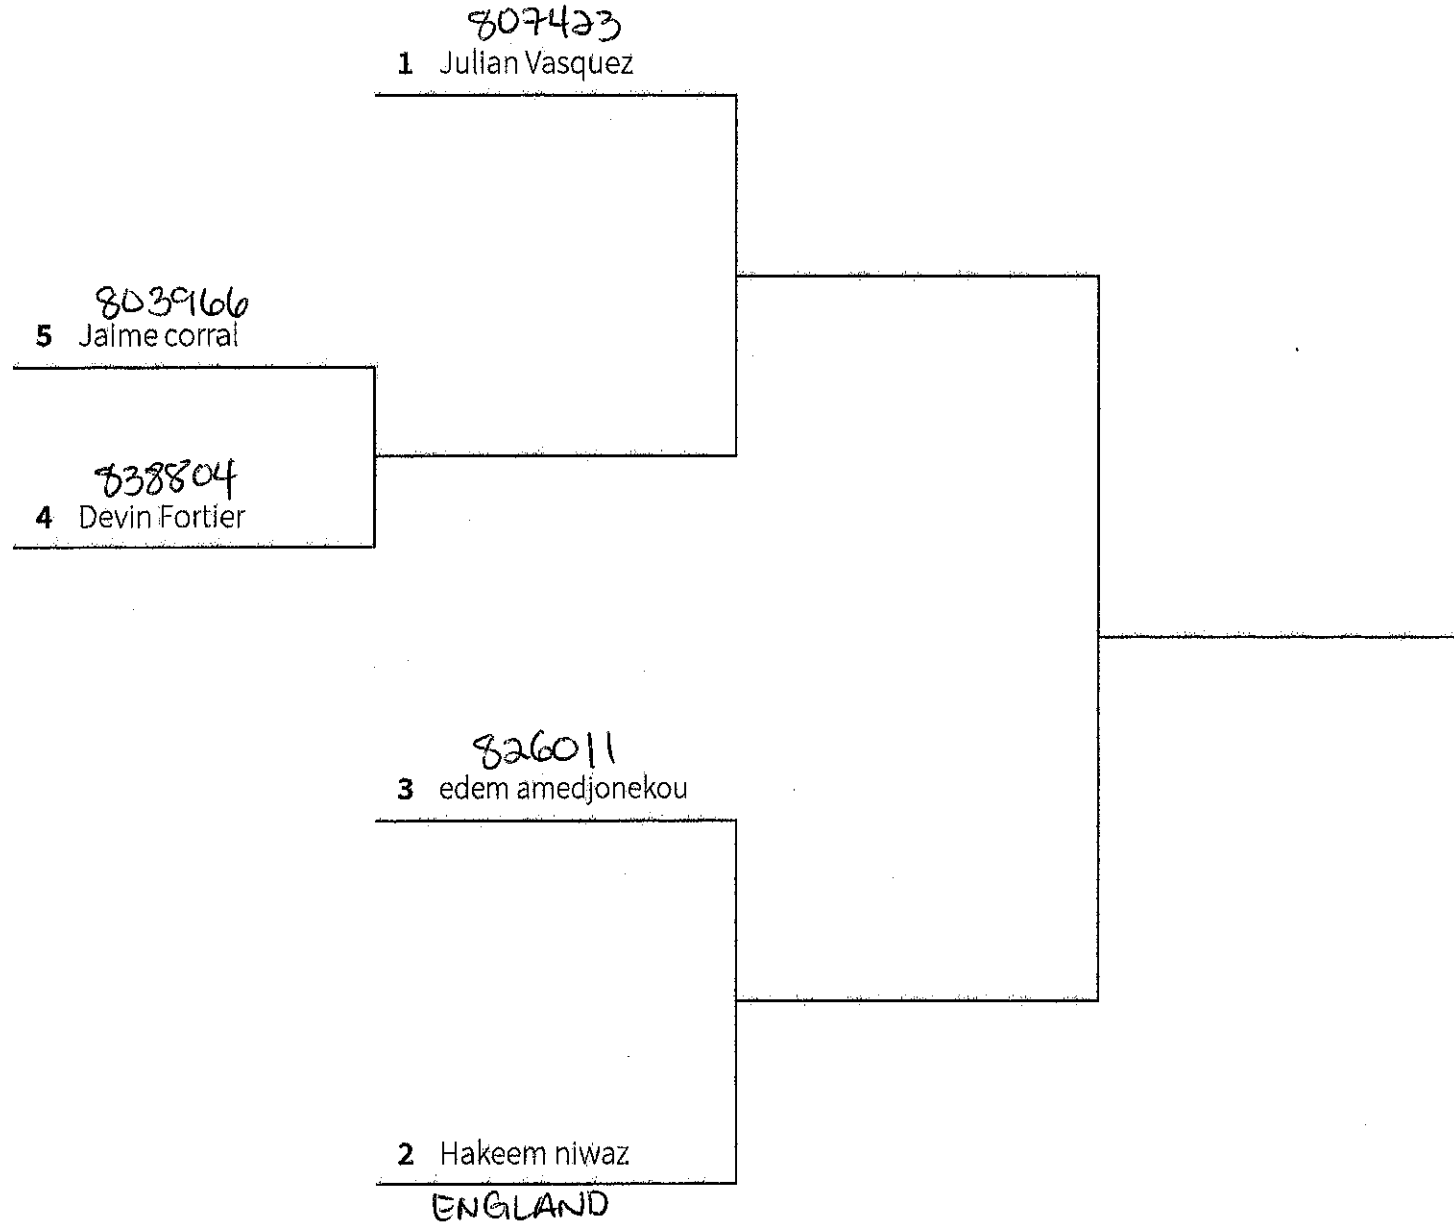 807423
1 Julian Vasquez
803966
5 Jaime corral
838804
4 Devin Fortier
826011
3 edem amedjonekou
2 Hakeem niwaz
ENGLAND